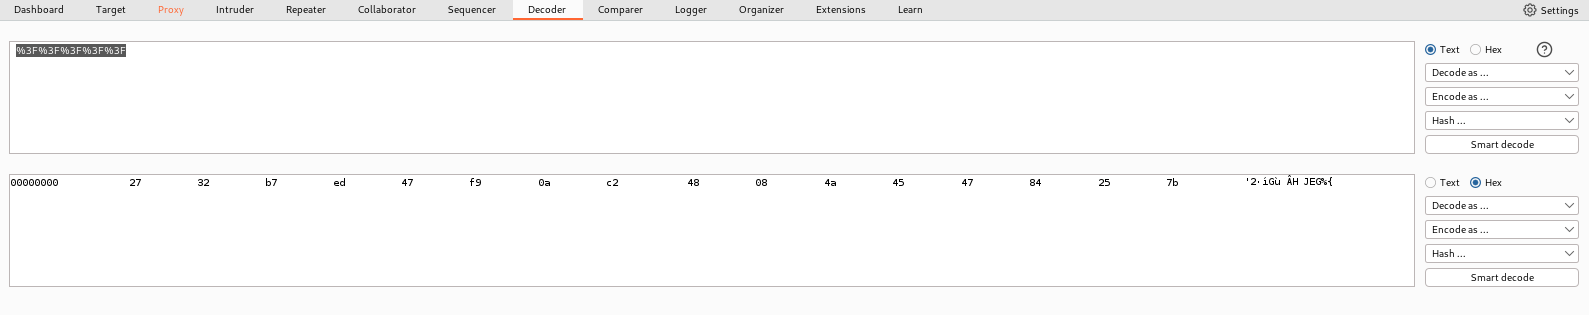 Dashboard Target Proxy Intruder Repeater Collaborator Sequencer Decoder Comparer Logger Organizer Extensions Learn Settings
%3F%3F%3F%3F%3F
Text Hex ?
Decode as ...
Encode as ...
Hash ...
Smart decode
00000000 27 32 b7 ed 47 f9 0a c2 48 08 4a 45 47 84 25 7b '2·íGù ÂH JEG%{
Text Hex
Decode as ...
Encode as ...
Hash ...
Smart decode